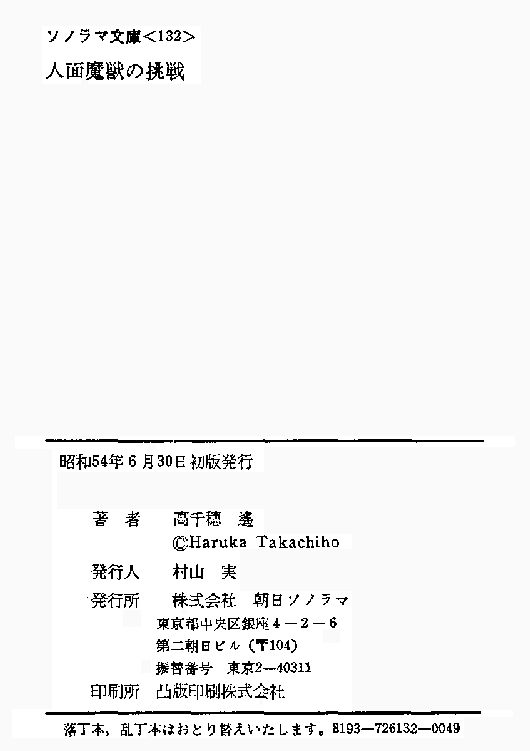 ソノラマ文庫<132>
人面魔獣の挑戦
昭和54年6月30日初版発行
著 者 高千穂 遙
©Haruka Takachiho
発行人 村山 実
発行所 株式会社 朝日ソノラマ
東京都中央区銀座4−2−6
第二朝日ビル(〒104)
振替番号 東京2—40311
印刷所 凸版印刷株式会社
落丁本,乱丁本はおとり替えいたします。8193—726132—0049